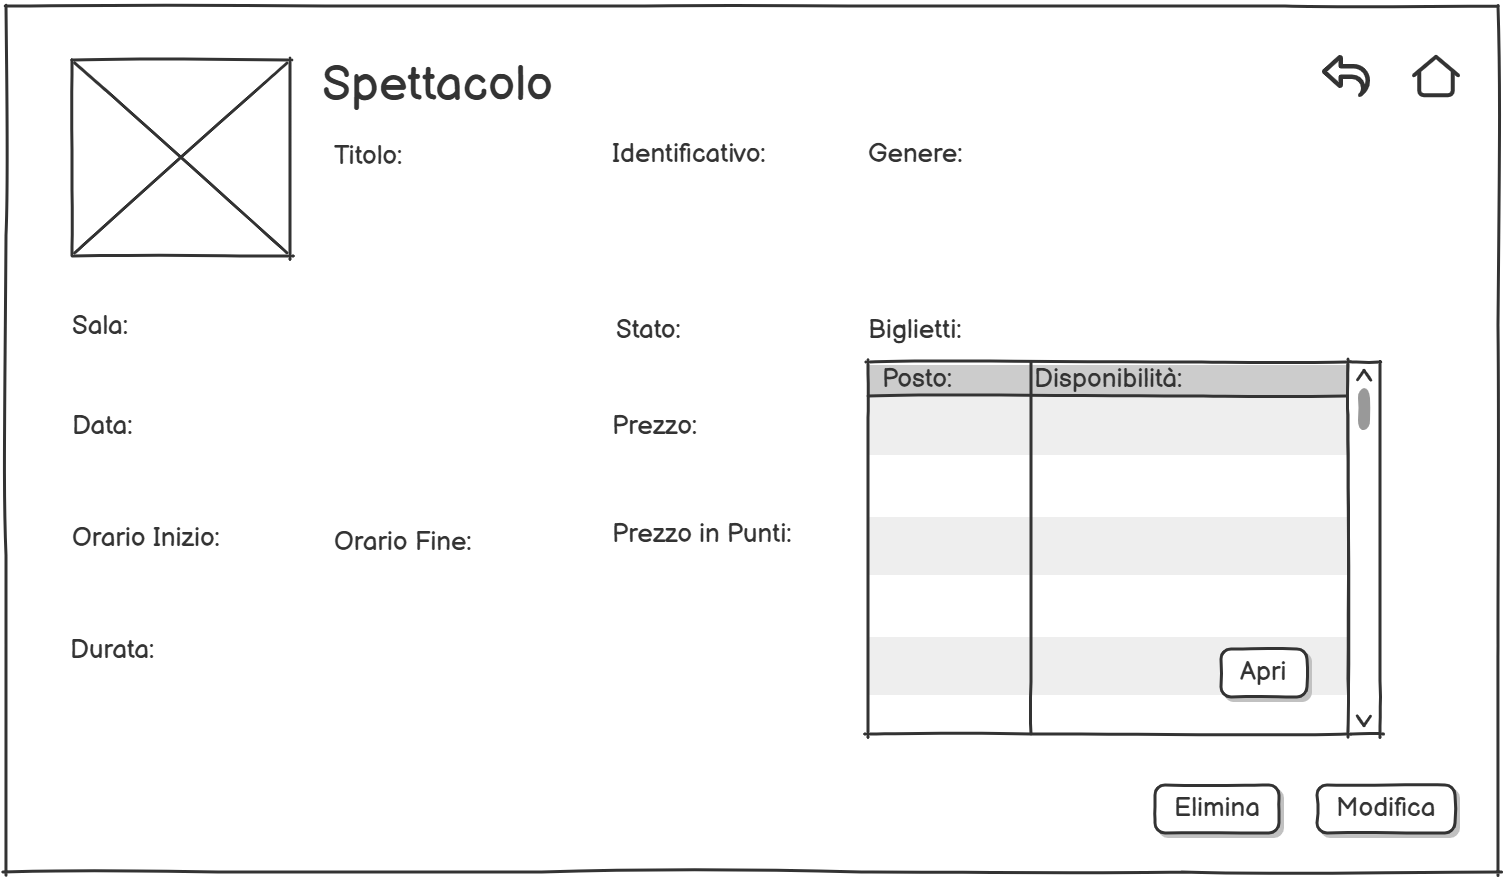 Spettacolo
Titolo:
Identificativo:
Genere:
Sala:
Stato:
Biglietti:
Posto:
Disponibilità:
Data:
Prezzo:
Orario Inizio:
Orario Fine:
Prezzo in Punti:
Durata:
Apri
Elimina
Modifica